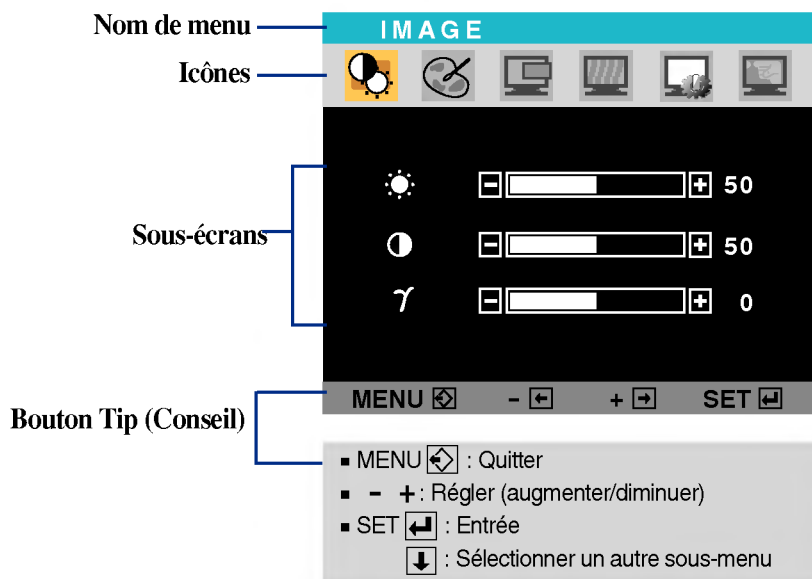 Nom de menu
IMAGE
Icônes
50
Sous-écrans
50
γ
0
MENU - + SET
Bouton Tip (Conseil)
MENU : Quitter
- + : Régler (augmenter/diminuer)
SET : Entrée
: Sélectionner un autre sous-menu